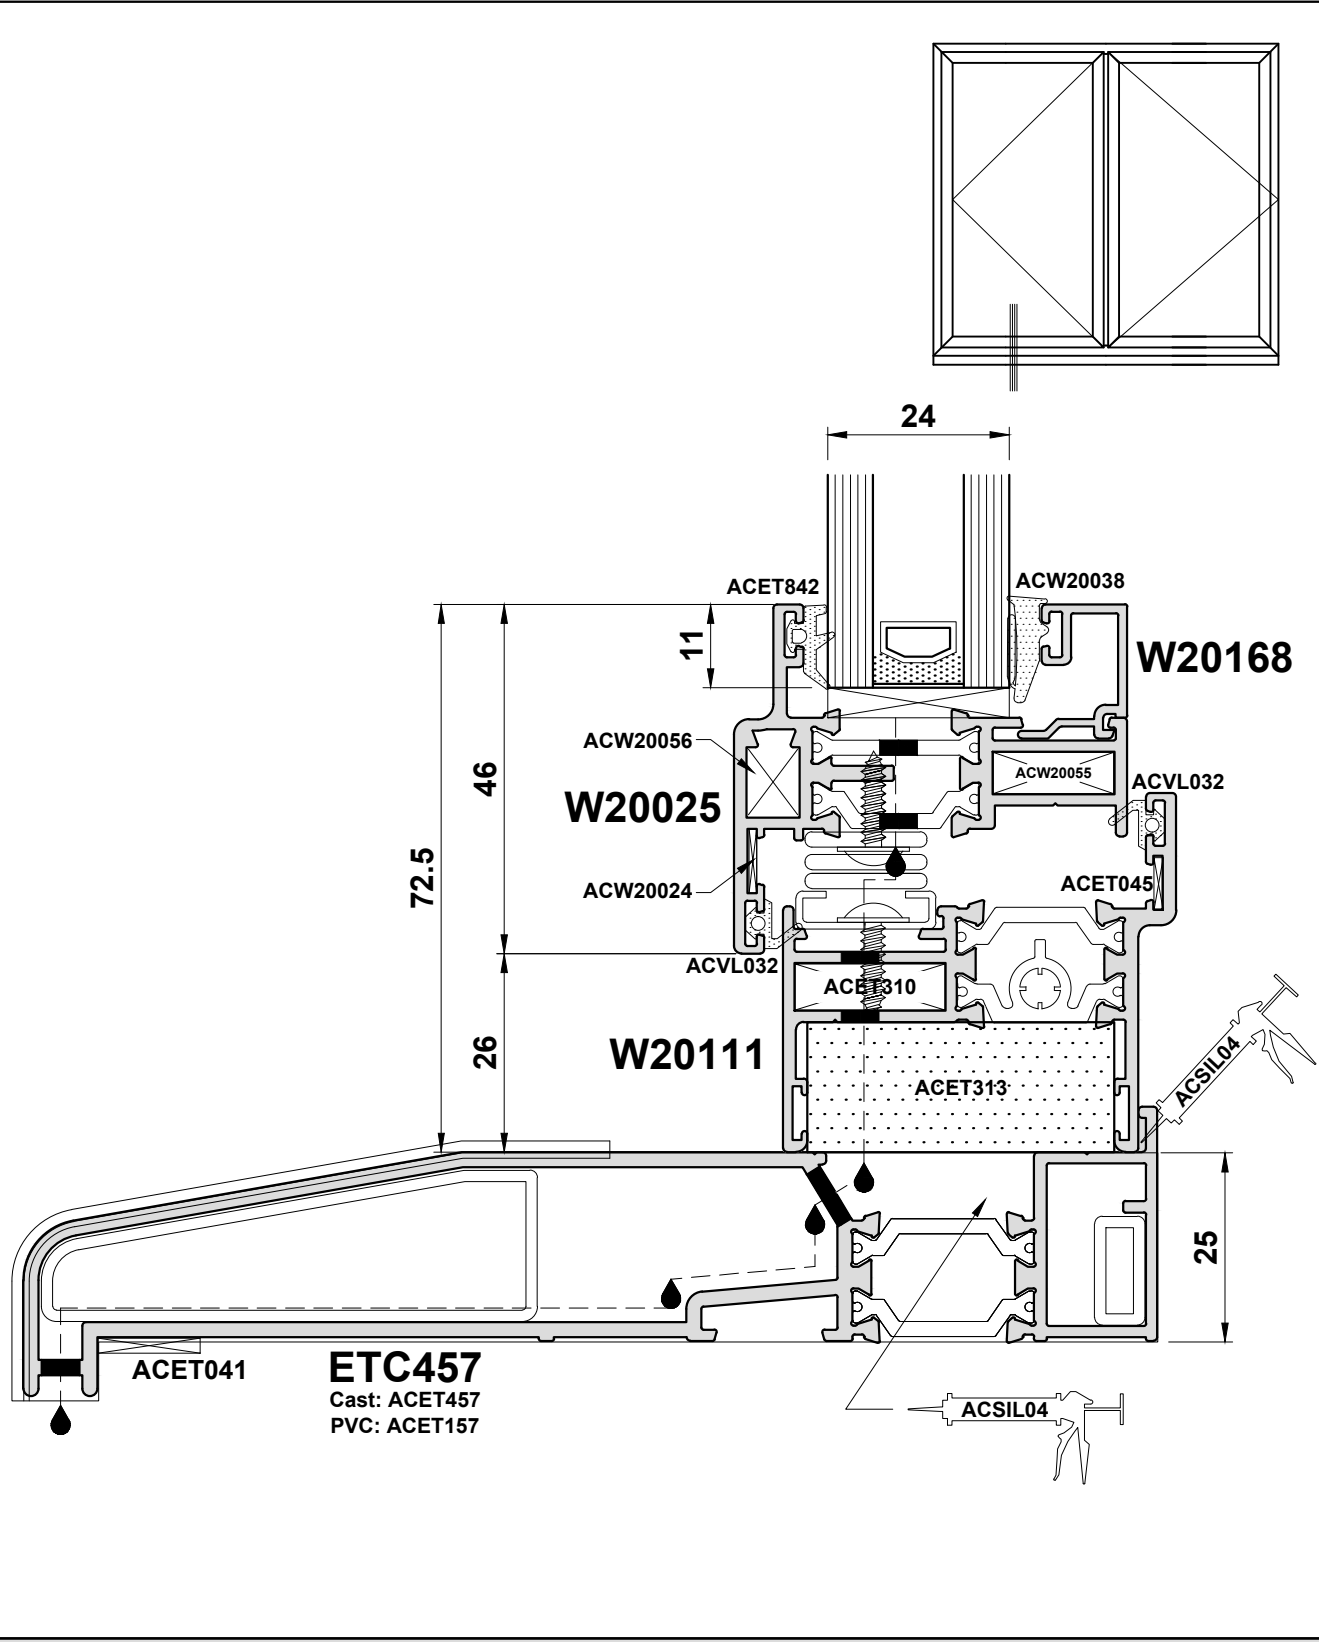 24
ACET842
ACW20038
11
W20168
ACW20056
ACW20055
ACVL032
46
W20025
72.5
ACW20024
ACET045
ACVL032
ACET310
26
W20111
ACET313
ACSIL04
25
ACET041
ETC457
Cast: ACET457
PVC: ACET157
ACSIL04